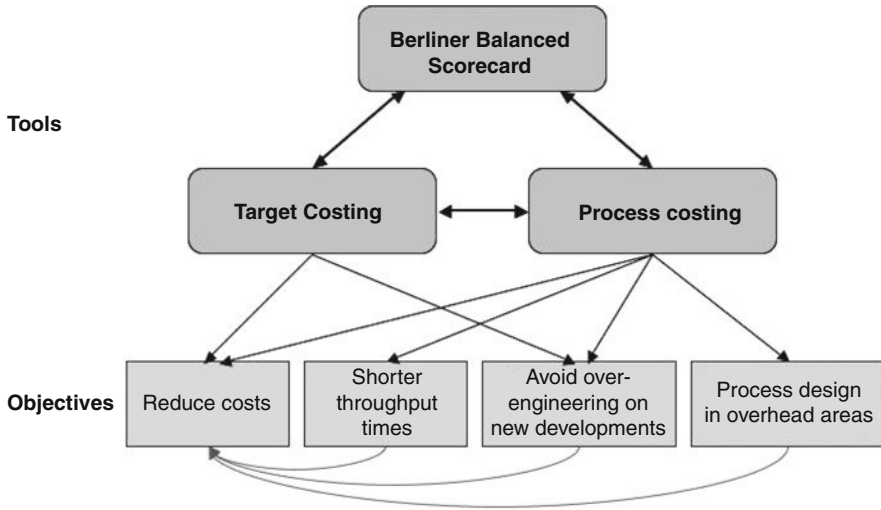 Berliner Balanced
Scorecard
Tools
Target Costing
Process costing
Objectives
Reduce costs
Shorter
throughput
times
Avoid over-
engineering on
new developments
Process design
in overhead areas